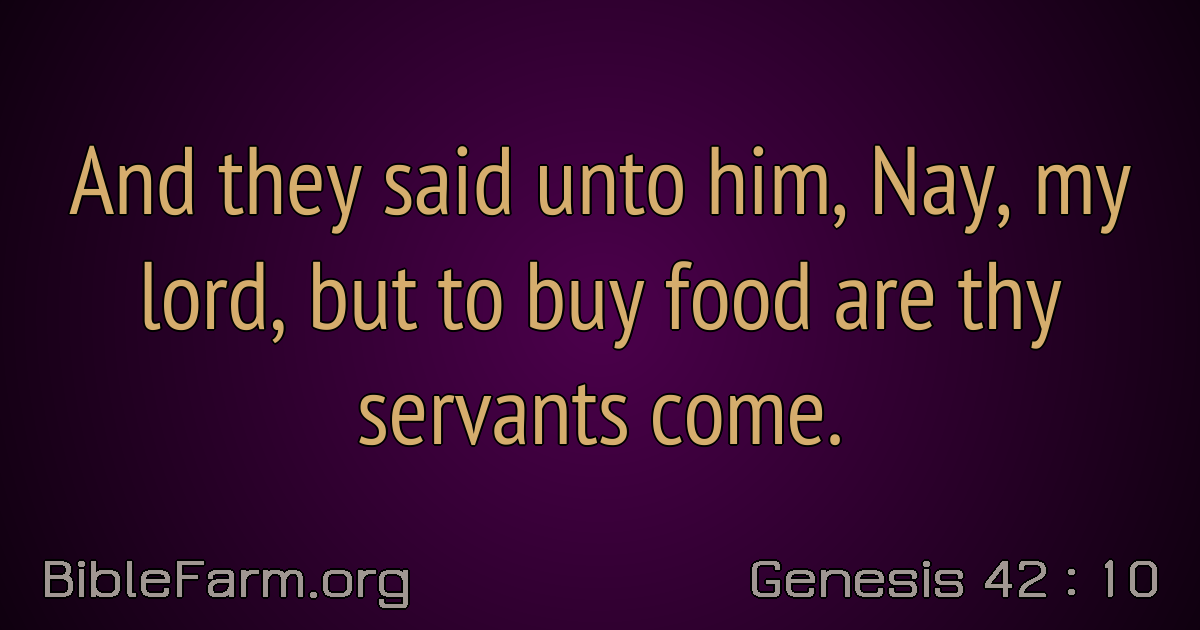 And they said unto him, Nay, my
lord, but to buy food are thy
servants come.
BibleFarm.org
Genesis 42 : 10